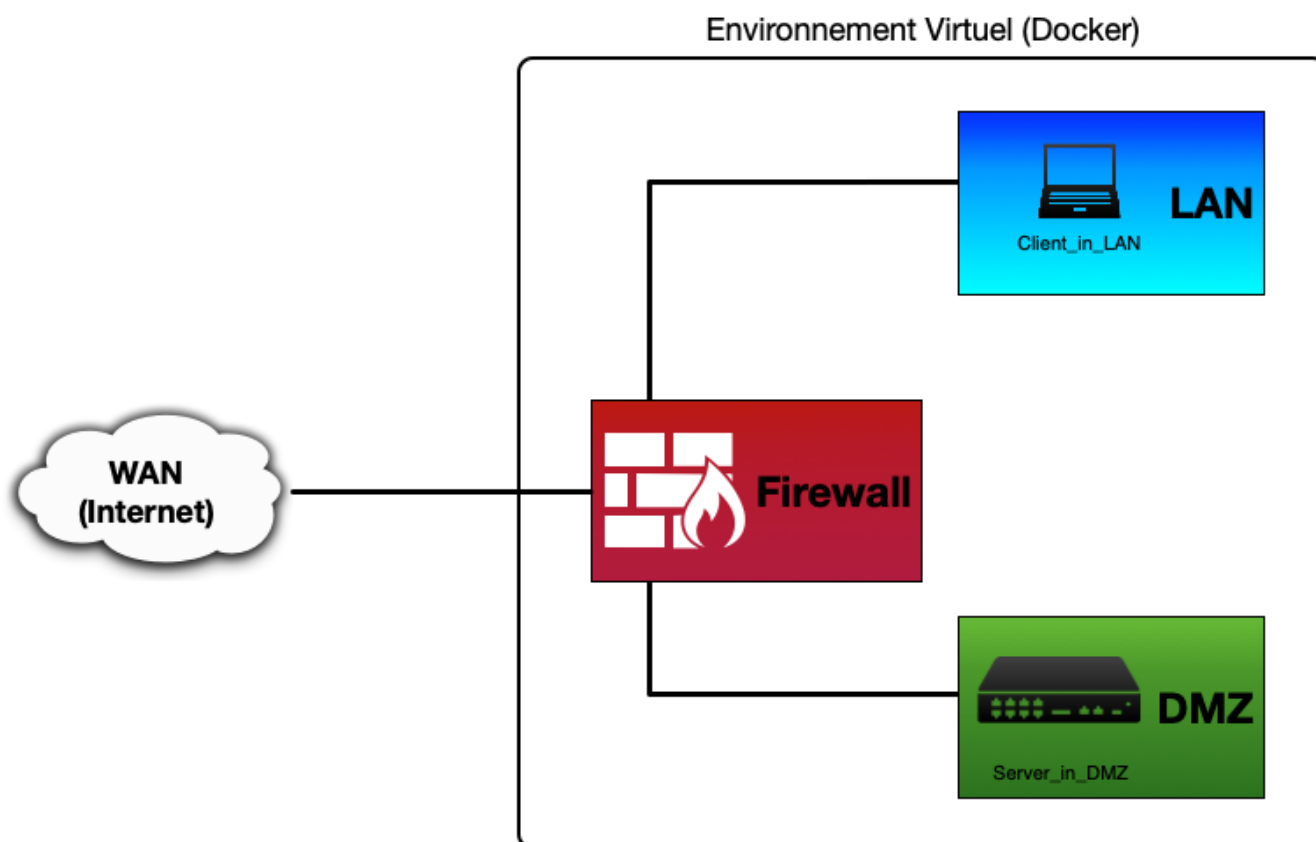 Environnement Virtuel (Docker)
LAN
Client_in_LAN
WAN
(Internet)
Firewall
DMZ
Server_in_DMZ